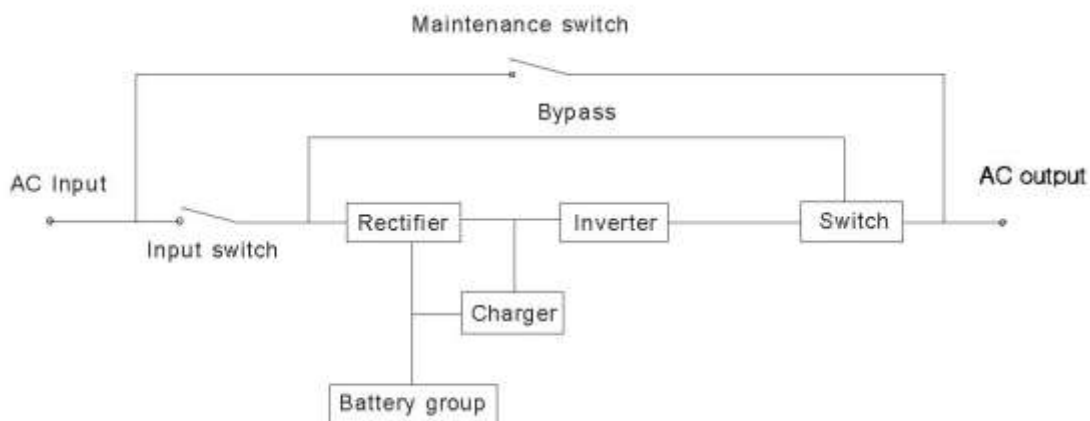 Maintenance switch
Bypass
AC Input
AC output
Rectifier
Inverter
Switch
Input switch
Charger
Battery group